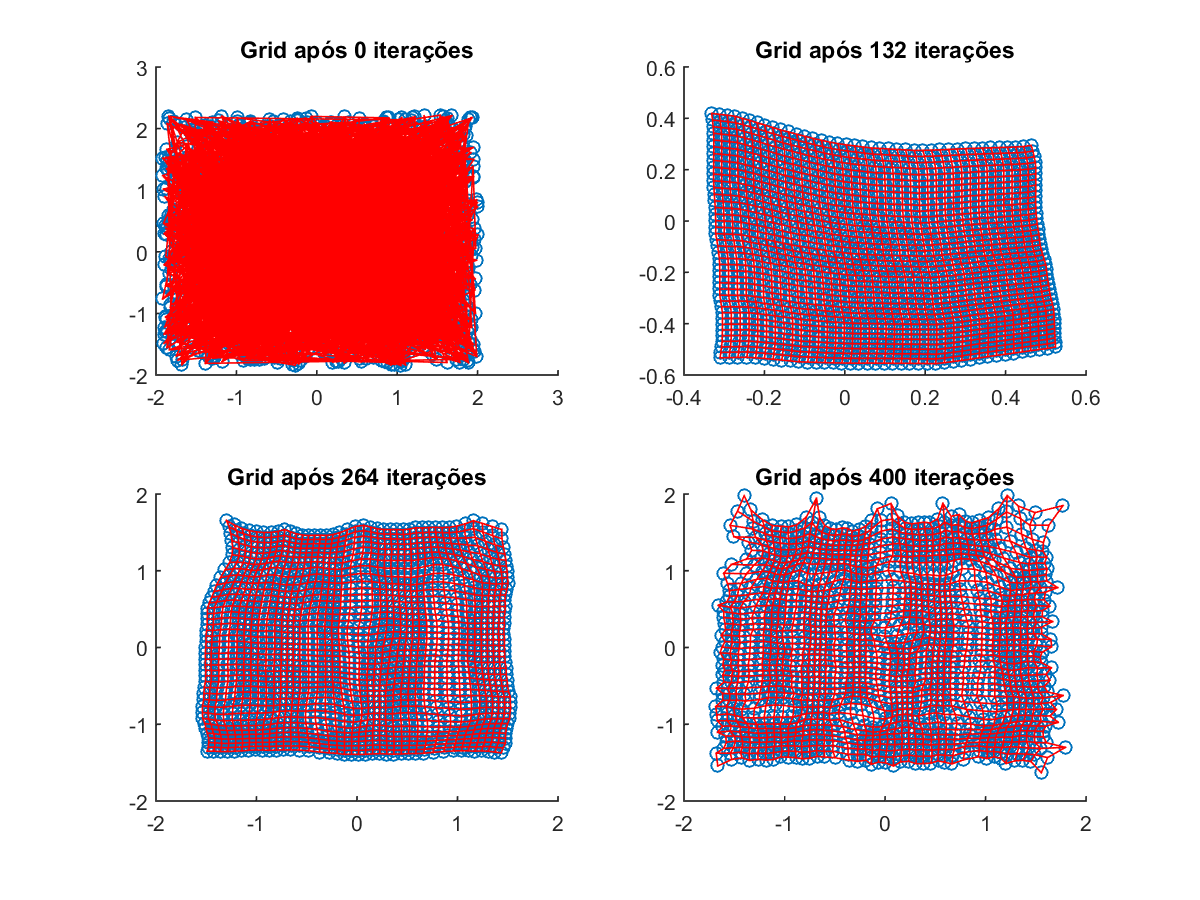 Grid após 0 iterações
3
2
1
0
-1
-2
-2 -1 0 1 2 3
Grid após 132 iterações
0.6
0.4
0.2
0
-0.2
-0.4
-0.6
-0.4 -0.2 0 0.2 0.4 0.6
Grid após 264 iterações
2
1
0
-1
-2
-2 -1 0 1 2
Grid após 400 iterações
2
1
0
-1
-2
-2 -1 0 1 2